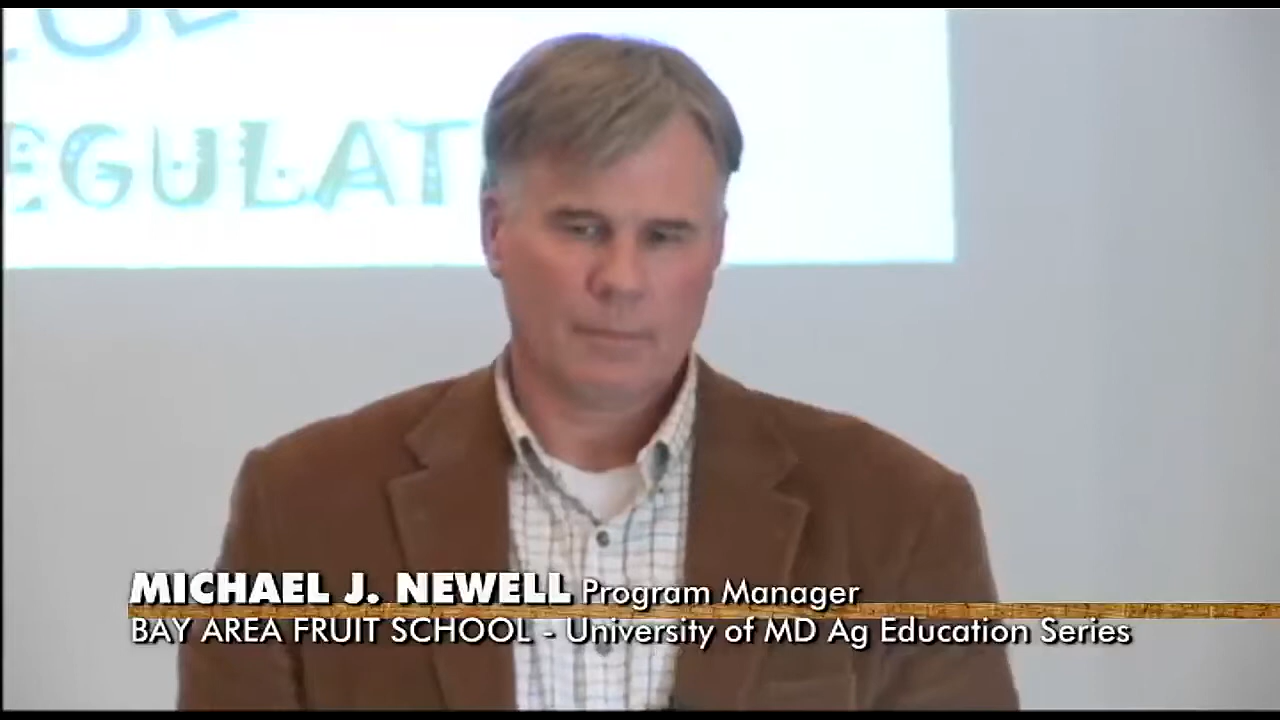 EGULAT
MICHAEL J. NEWELL Program Manager
BAY AREA FRUIT SCHOOL - University of MD Ag Education Series